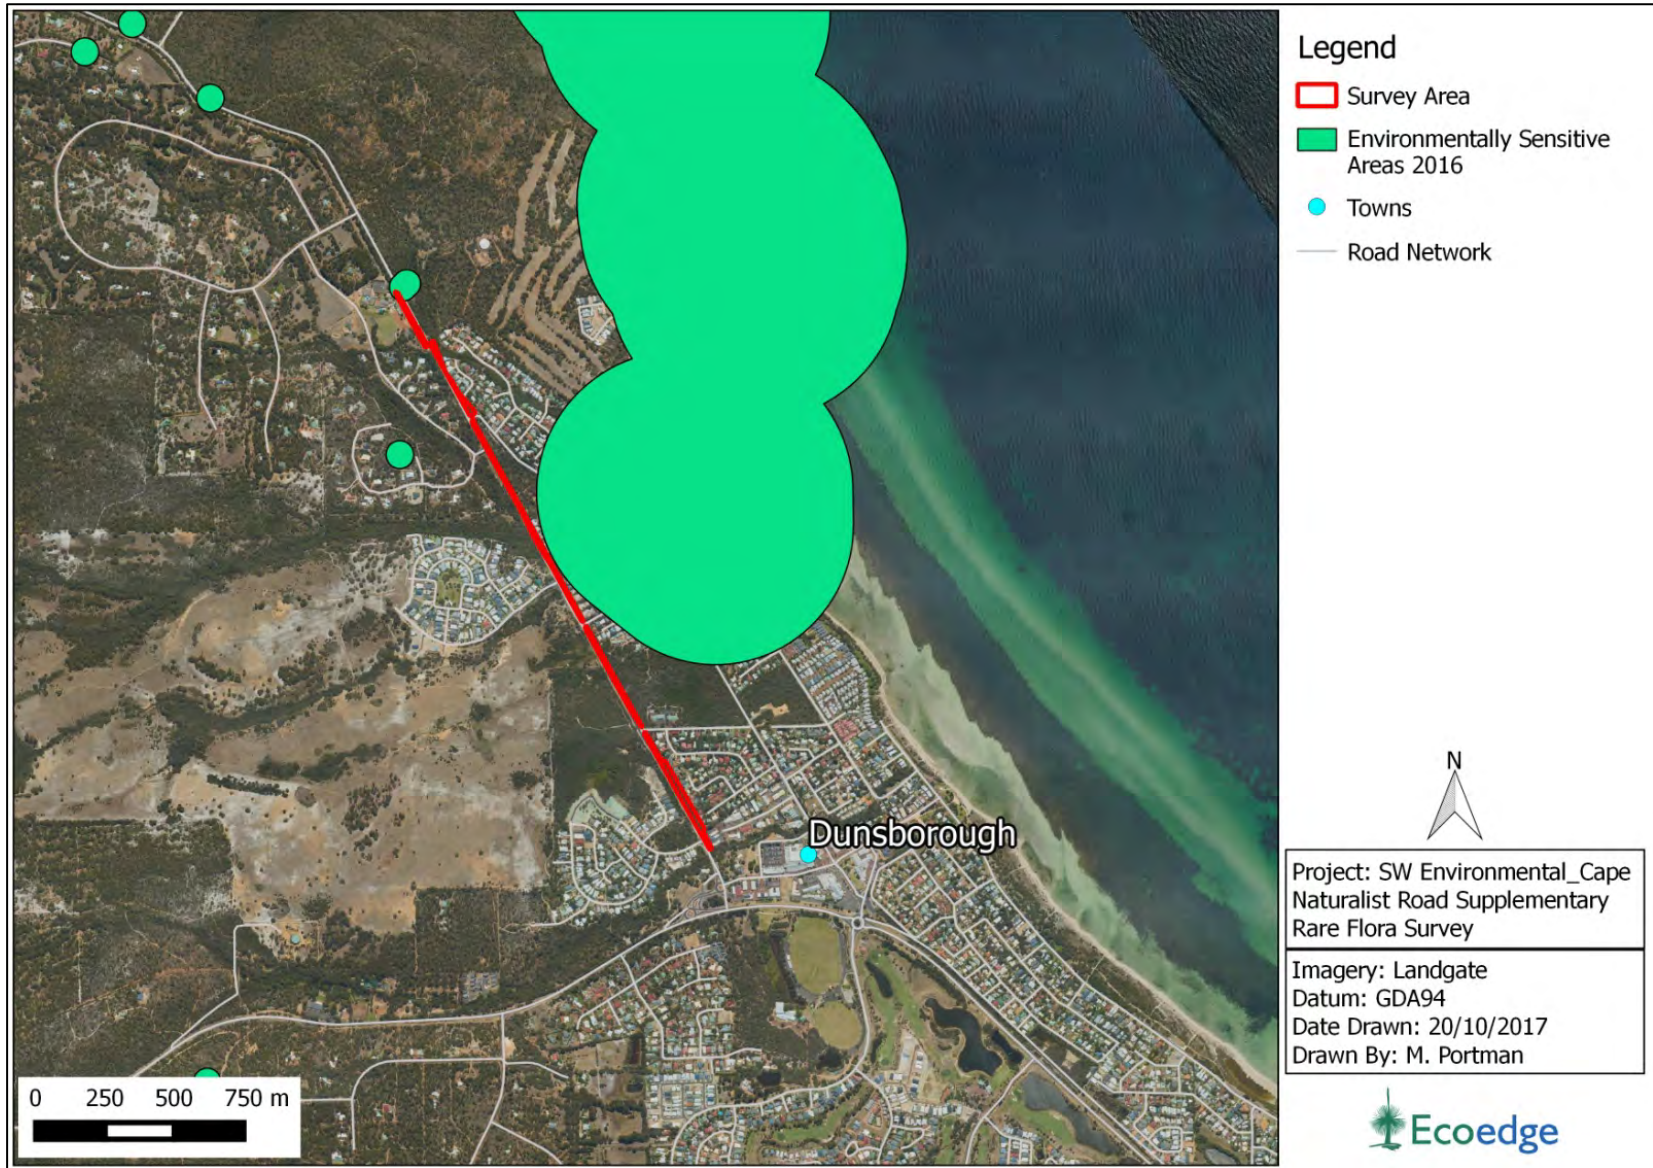 Legend
Survey Area
Environmentally Sensitive
Areas 2016
Towns
Road Network
Dunsborough
N
Project: SW Environmental_Cape
Naturalist Road Supplementary
Rare Flora Survey
Imagery: Landgate
Datum: GDA94
Date Drawn: 20/10/2017
Drawn By: M. Portman
0 250 500 750 m
Ecoedge